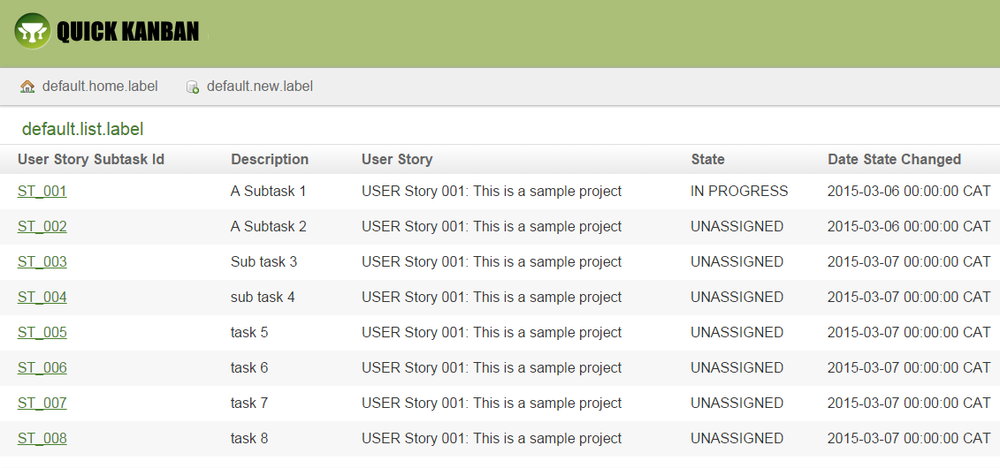 QUICK KANBAN
default.home.label default.new.label
default.list.label
User Story Subtask Id Description User Story State Date State Changed
ST_001 A Subtask 1 USER Story 001: This is a sample project IN PROGRESS 2015-03-06 00:00:00 CAT
ST_002 A Subtask 2 USER Story 001: This is a sample project UNASSIGNED 2015-03-06 00:00:00 CAT
ST_003 Sub task 3 USER Story 001: This is a sample project UNASSIGNED 2015-03-07 00:00:00 CAT
ST_004 sub task 4 USER Story 001: This is a sample project UNASSIGNED 2015-03-07 00:00:00 CAT
ST_005 task 5 USER Story 001: This is a sample project UNASSIGNED 2015-03-07 00:00:00 CAT
ST_006 task 6 USER Story 001: This is a sample project UNASSIGNED 2015-03-07 00:00:00 CAT
ST_007 task 7 USER Story 001: This is a sample project UNASSIGNED 2015-03-07 00:00:00 CAT
ST_008 task 8 USER Story 001: This is a sample project UNASSIGNED 2015-03-07 00:00:00 CAT